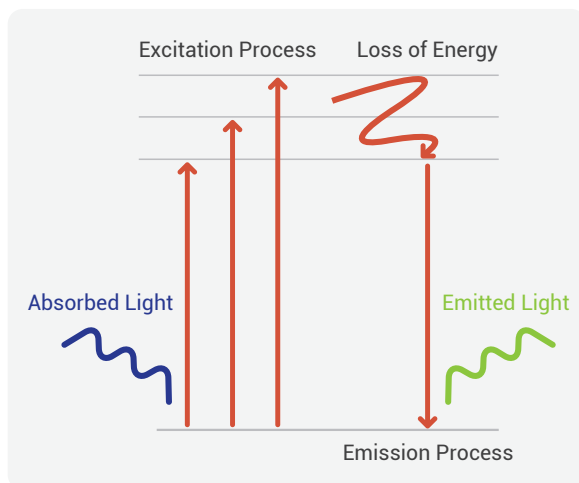 Excitation Process
Loss of Energy
Absorbed Light
Emitted Light
Emission Process